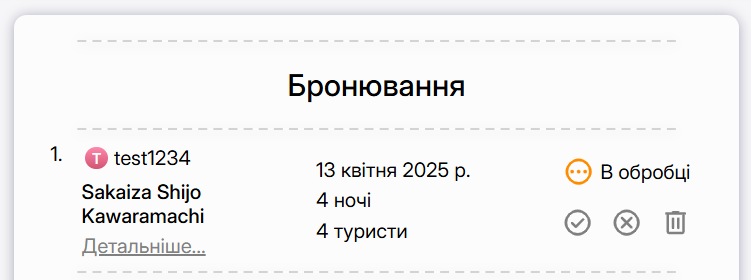 Бронювання
1.
T test1234
Sakaiza Shijo
Kawaramachi
Детальніше...
13 квітня 2025 р.
4 ночі
4 туристи
В обробці